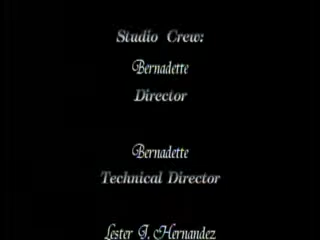 Studio Crew:
Bernadette
Director
Bernadette
Technical Director
Lester J. Hernandez